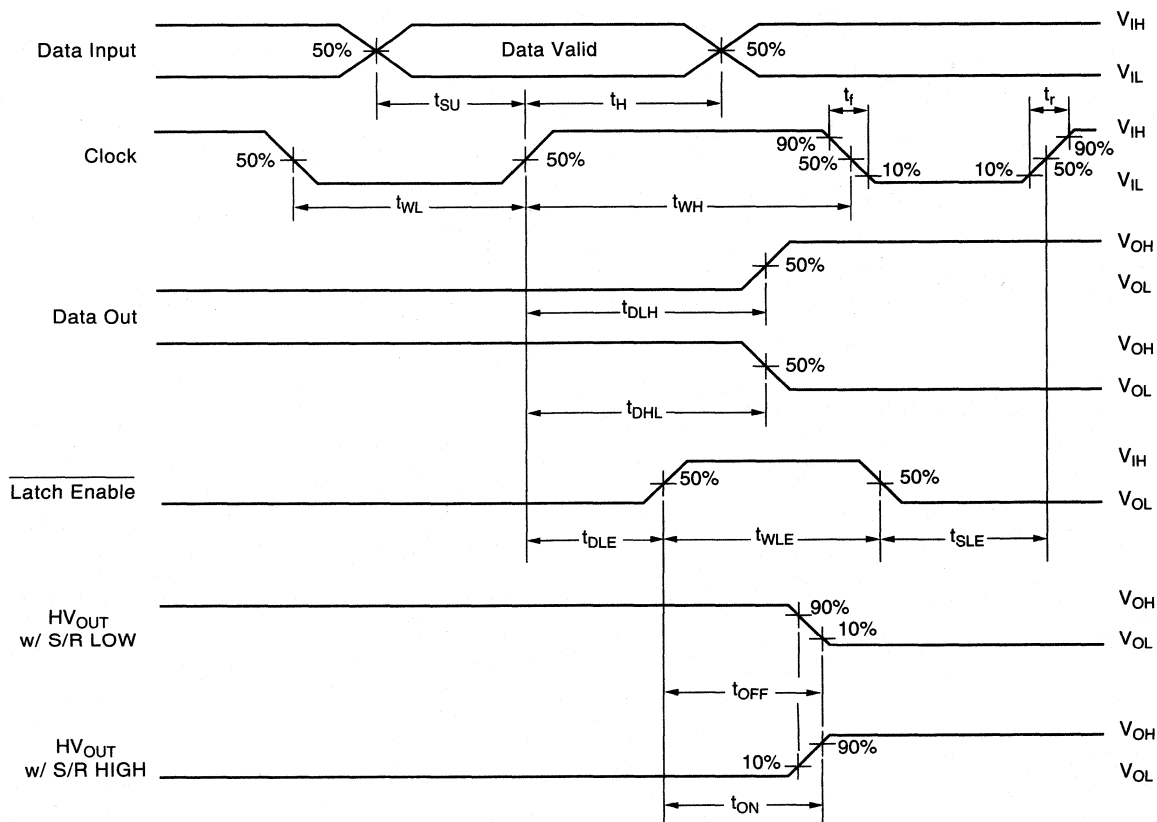 V_IH
Data Input 50% Data Valid 50%
V_IL
t_SU t_H t_f t_r
V_IH
90% 90%
Clock 50% 50% 50% 10% 10% 50%
V_IL
t_WL t_WH
V_OH
50%
V_OL
Data Out
t_DLH
V_OH
50%
V_OL
t_DHL
V_IH
Latch Enable 50% 50%
V_OL
t_DLE t_WLE t_SLE
HV_OUT V_OH
90%
w/ S/R LOW 10% V_OL
t_OFF
HV_OUT V_OH
90%
w/ S/R HIGH 10% V_OL
t_ON